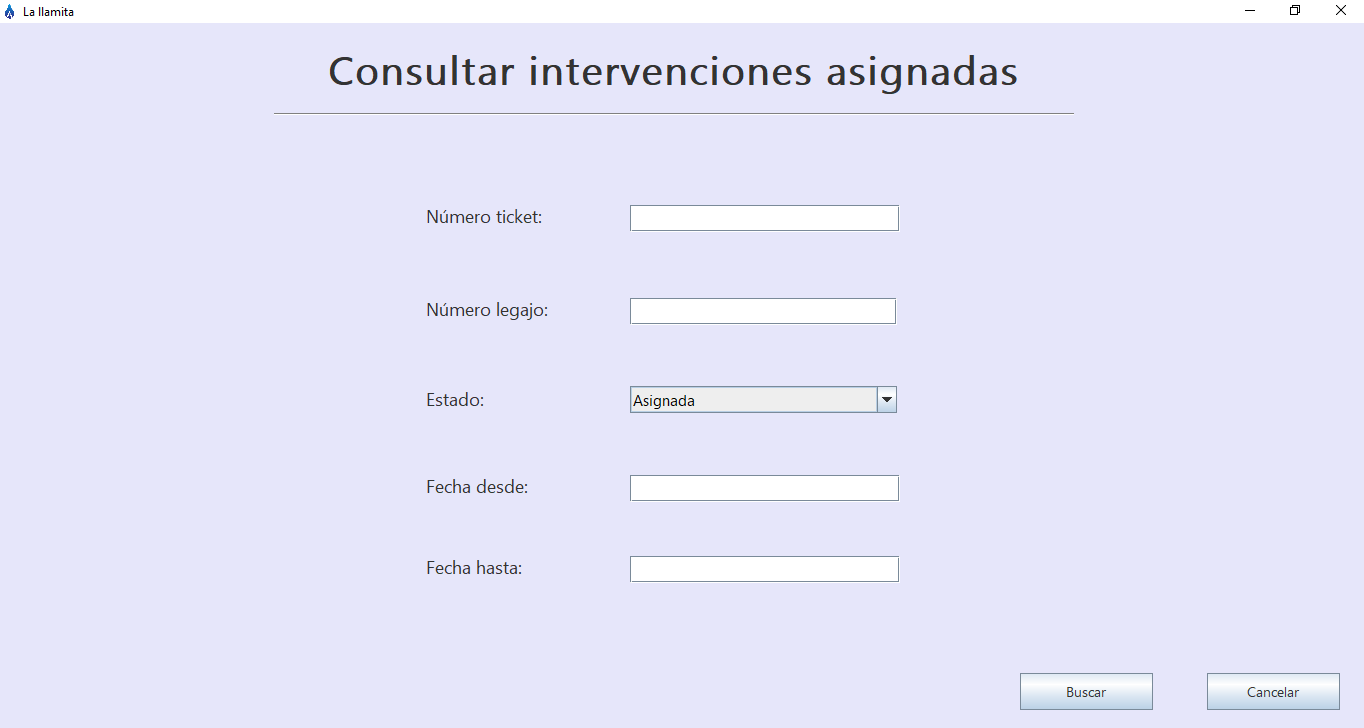 La llamita
Consultar intervenciones asignadas
Número ticket:
Número legajo:
Estado:
Asignada
Fecha desde:
Fecha hasta:
Buscar
Cancelar